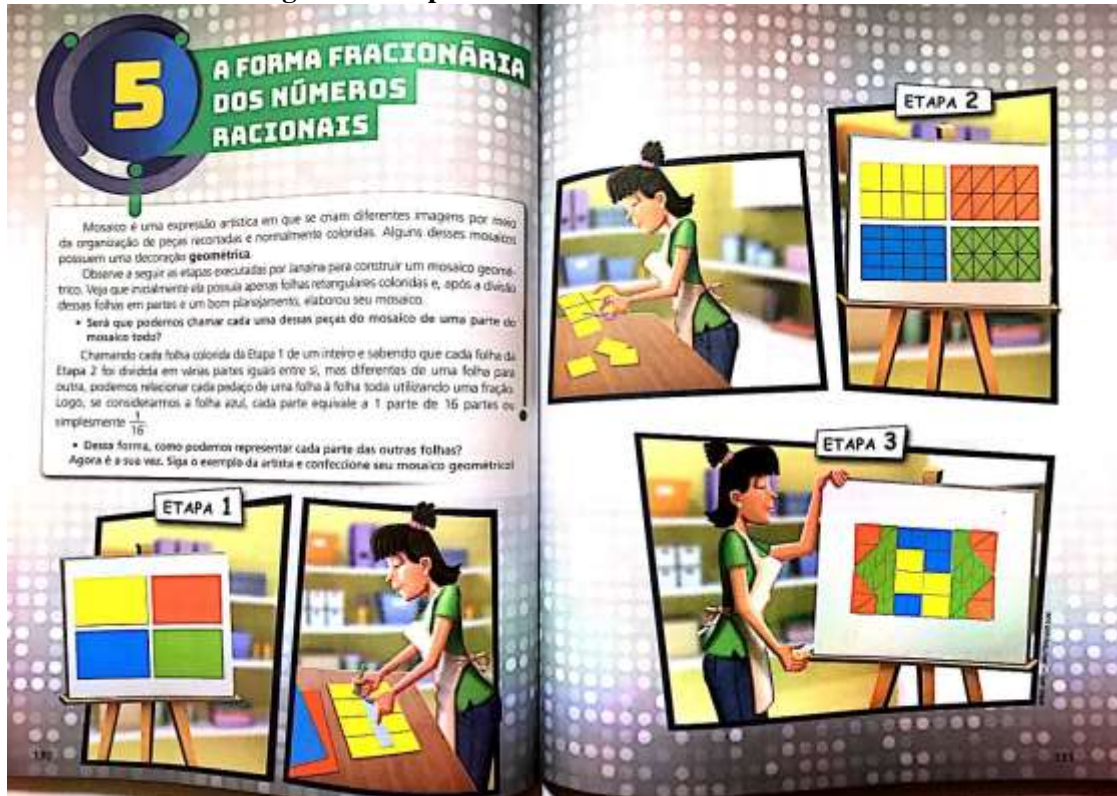 5
A FORMA FRACIONÁRIA
DOS NÚMEROS
RACIONAIS
Mosaico é uma expressão artística em que se criam diferentes imagens por meio
da organização de peças recortadas e normalmente coloridas. Alguns desses mosaicos
possuem uma decoração geométrica.
Observe a seguir as etapas executadas por Janaína para construir um mosaico geomé-
trico. Veja que inicialmente ela possuía apenas folhas retangulares coloridas e, após a divisão
dessas folhas em partes e um bom planejamento, elaborou seu mosaico.
• Será que podemos chamar cada uma dessas peças do mosaico de uma parte do
mosaico todo?
Chamando cada folha colorida da Etapa 1 de um inteiro e sabendo que cada folha da
Etapa 2 foi dividida em várias partes iguais entre si, mas diferentes de uma folha para
outra, podemos relacionar cada pedaço de uma folha à folha toda utilizando uma fração.
Logo, se considerarmos a folha azul, cada parte equivale a 1 parte de 16 partes ou
simplesmente 1/16.
• Dessa forma, como podemos representar cada parte das outras folhas?
Agora é a sua vez. Siga o exemplo da artista e confeccione seu mosaico geométrico!
ETAPA 1
ETAPA 2
ETAPA 3